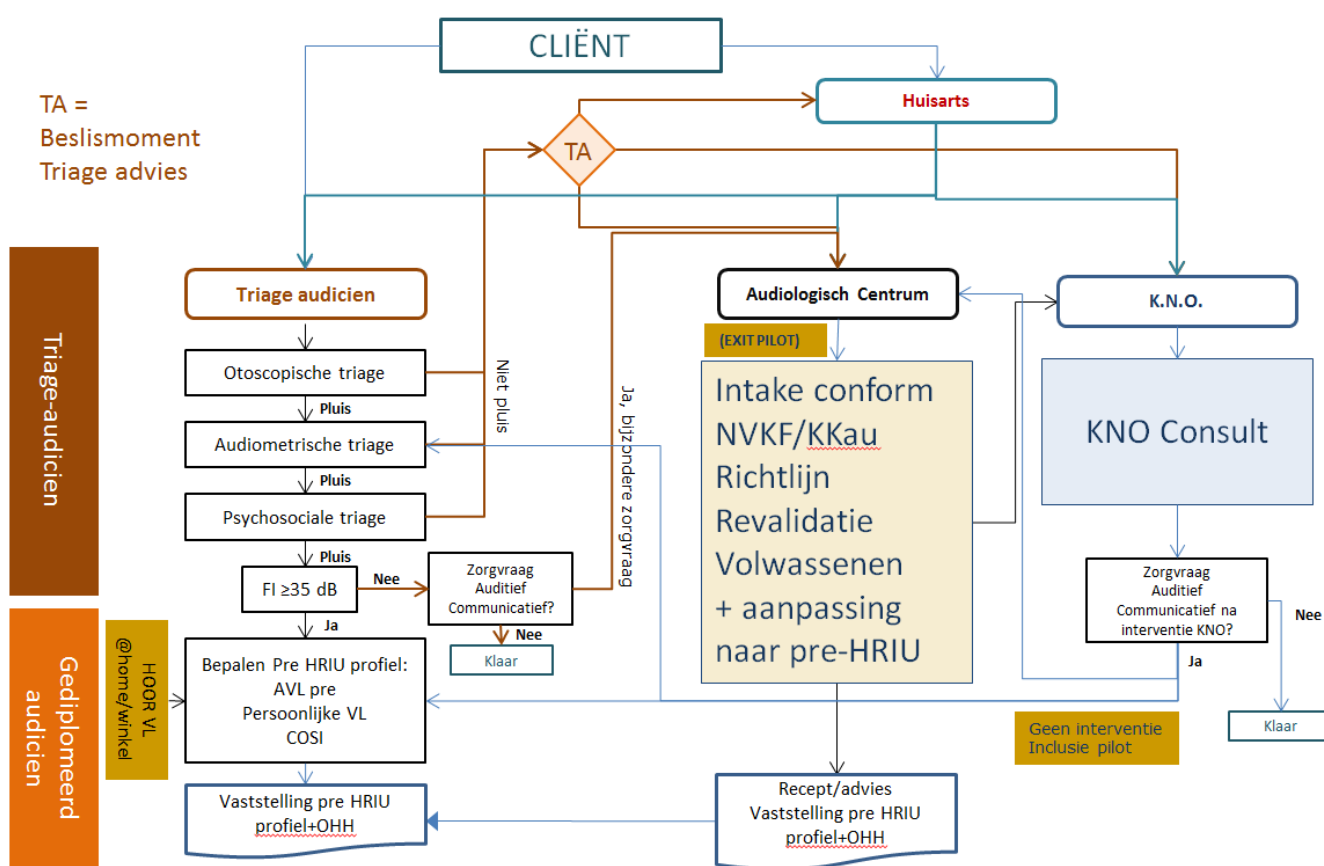 CLIËNT
TA =
Beslismoment
Triage advies
Huisarts
TA
Triage-audicien
Triage audicien
Audiologisch Centrum
K.N.O.
(EXIT PILOT)
Otoscopische triage
Pluis
Audiometrische triage
Pluis
Psychosociale triage
Pluis
Niet pluis
Ja, bijzondere zorgvraag
FI ≥35 dB
Nee
Zorgvraag
Auditief
Communicatief?
Nee
Klaar
Ja
Intake conform
NVKF/KKau
Richtlijn
Revalidatie
Volwassenen
+ aanpassing
naar pre-HRIU
KNO Consult
Zorgvraag
Auditief
Communicatief na
interventie KNO?
Nee
Ja
Klaar
Geen interventie
Inclusie pilot
Gediplomeerd
audicien
HOOR VL
@home/winkel
Bepalen Pre HRIU profiel:
AVL pre
Persoonlijke VL
COSI
Vaststelling pre HRIU
profiel+OHH
Recept/advies
Vaststelling pre HRIU
profiel+OHH